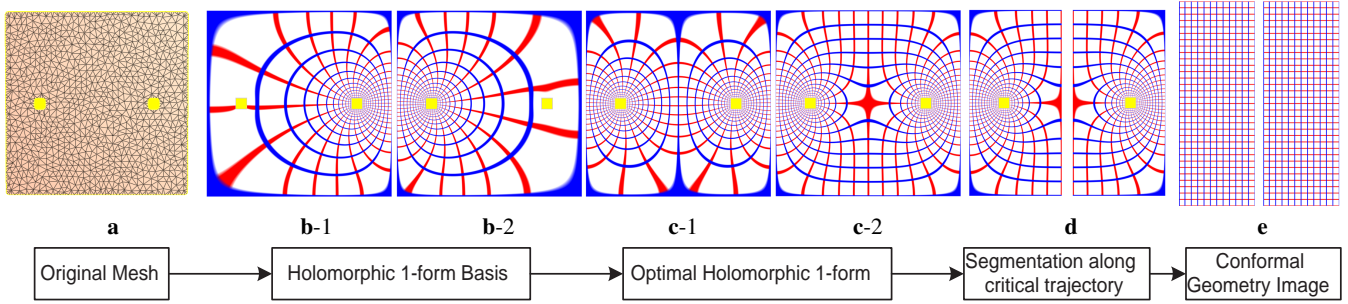 a b-1 b-2 c-1 c-2 d e
Original Mesh
Holomorphic 1-form Basis
Optimal Holomorphic 1-form
Segmentation along
critical trajectory
Conformal
Geometry Image